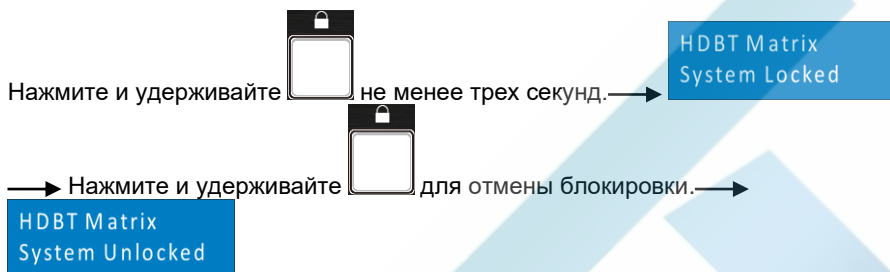 Нажмите и удерживайте не менее трех секунд.
HDBT Matrix
System Locked
Нажмите и удерживайте для отмены блокировки.
HDBT Matrix
System Unlocked